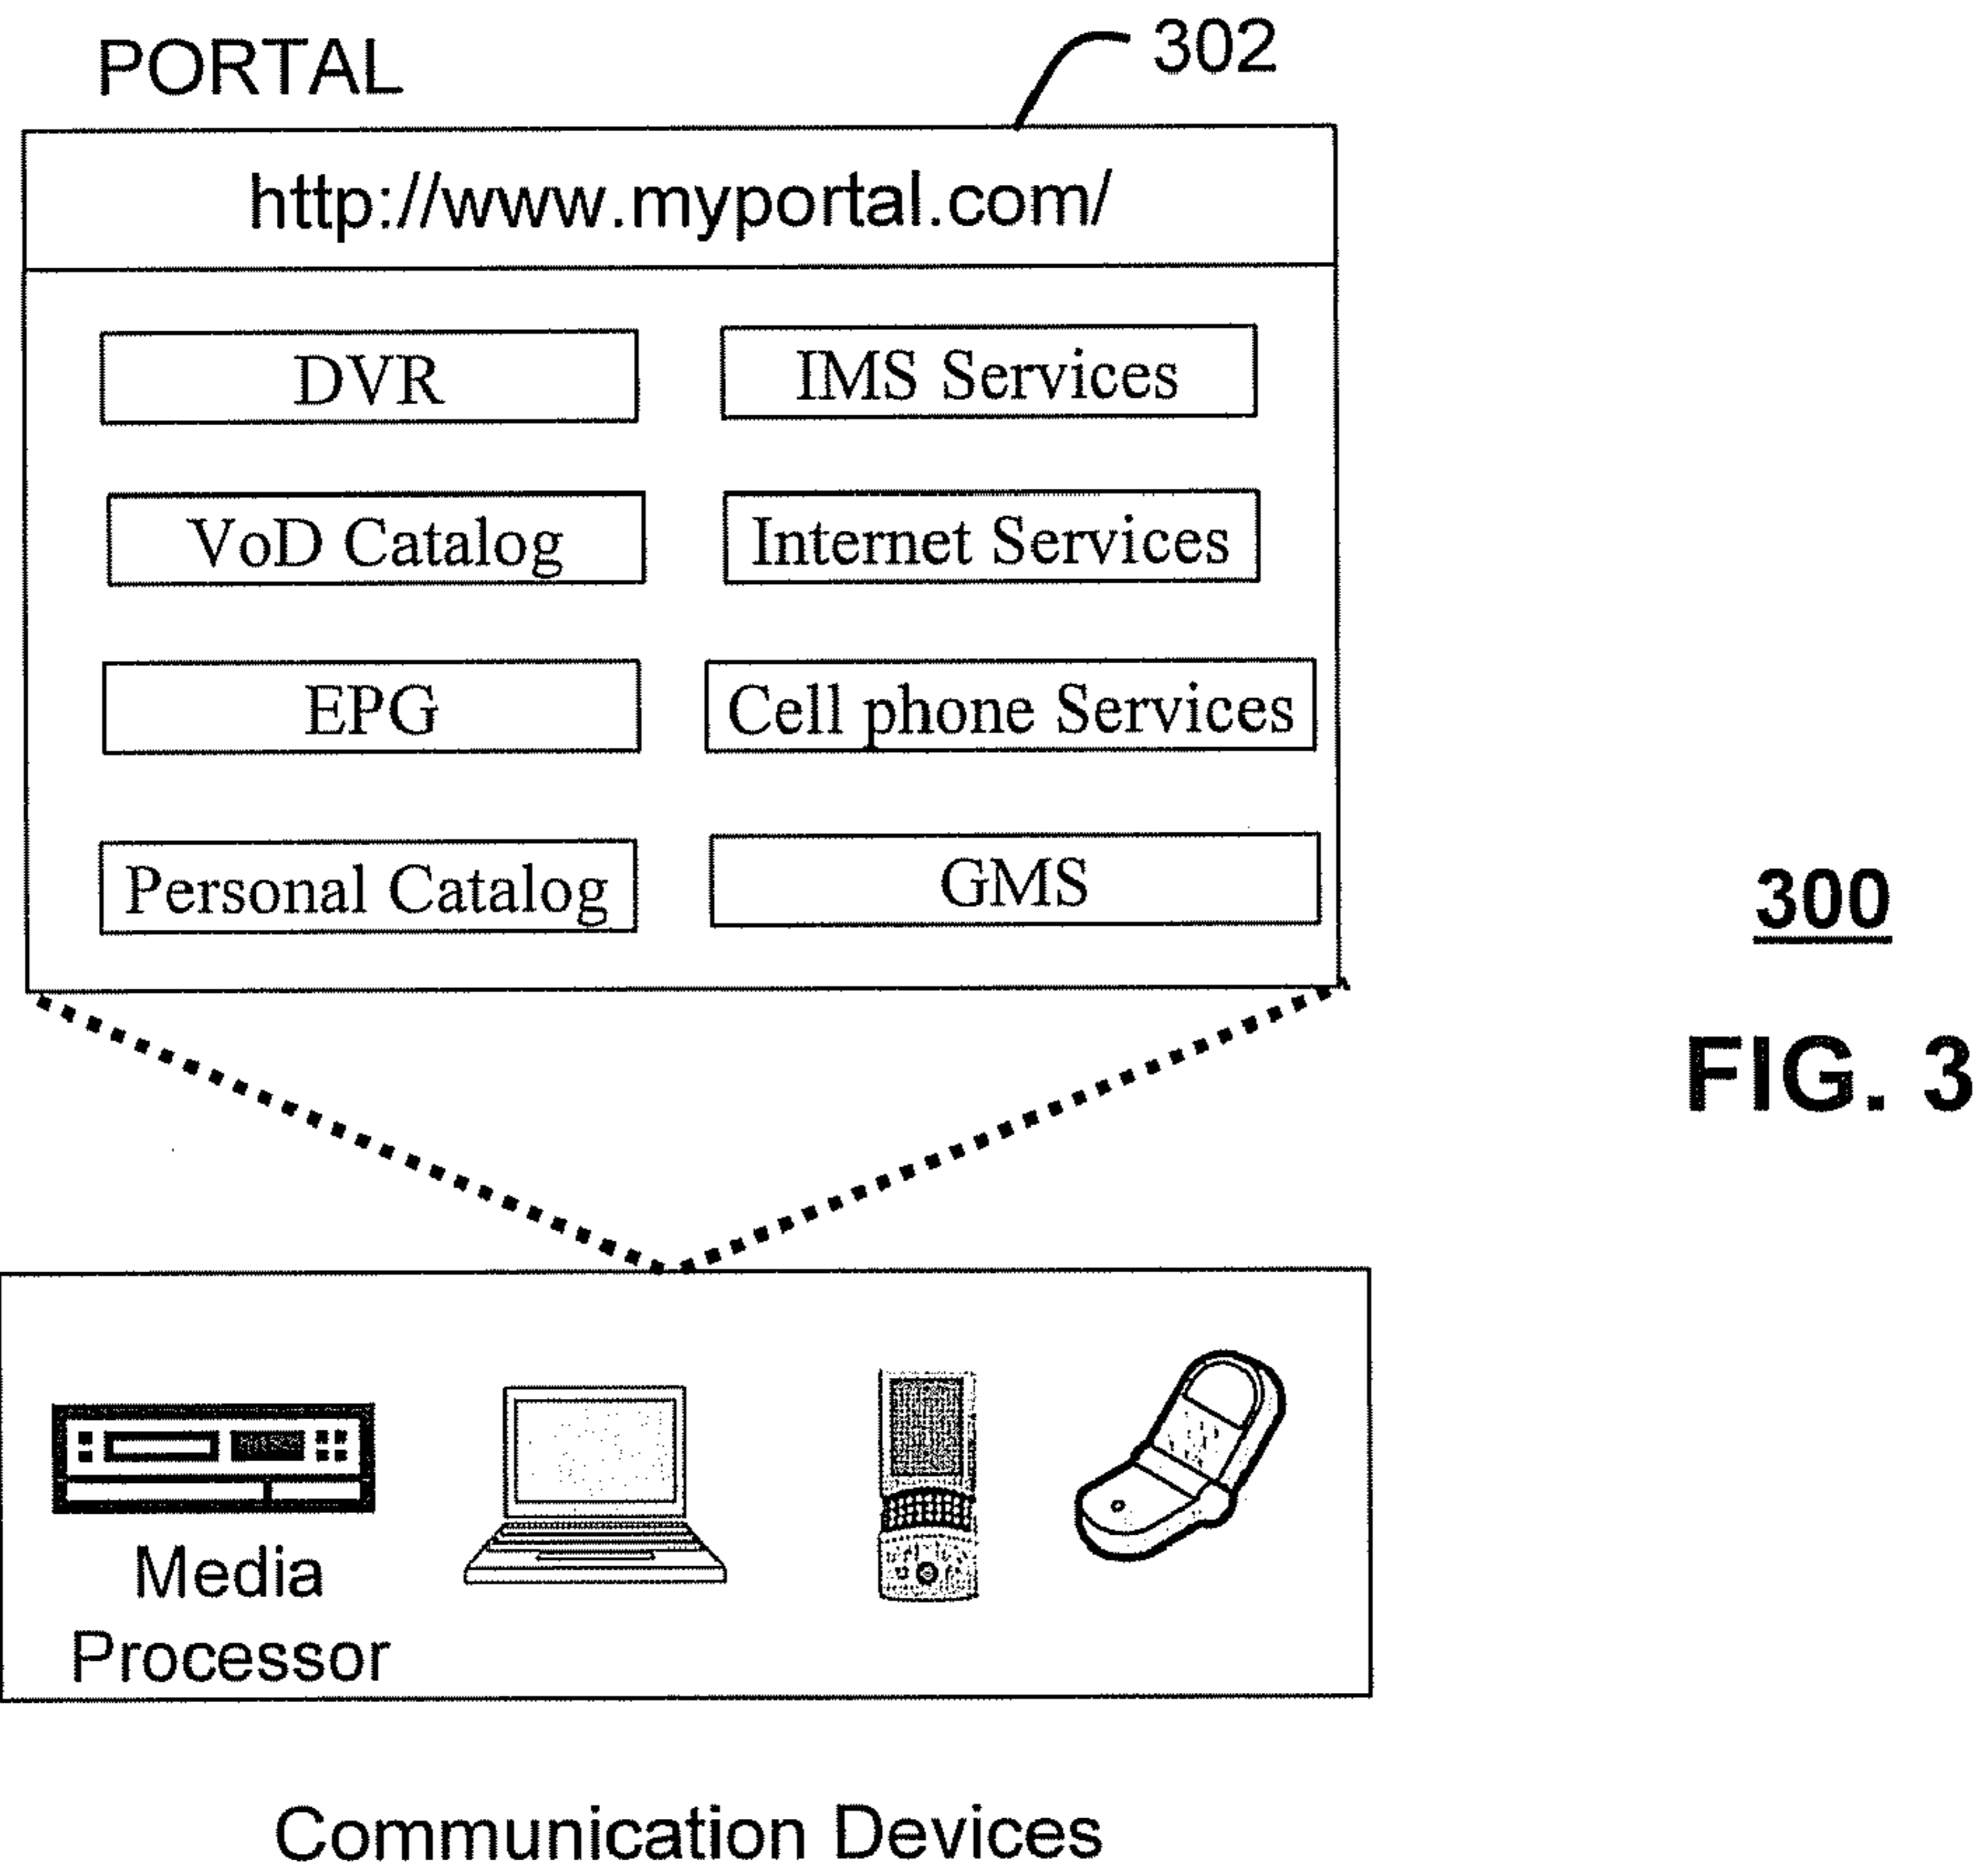 PORTAL
302
http://www.myportal.com/
DVR
IMS Services
VoD Catalog
Internet Services
EPG
Cell phone Services
Personal Catalog
GMS
300
FIG. 3
Media
Processor
Communication Devices